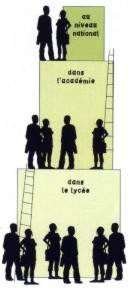 au
niveau
national
dans
l'académie
dans
le lycée